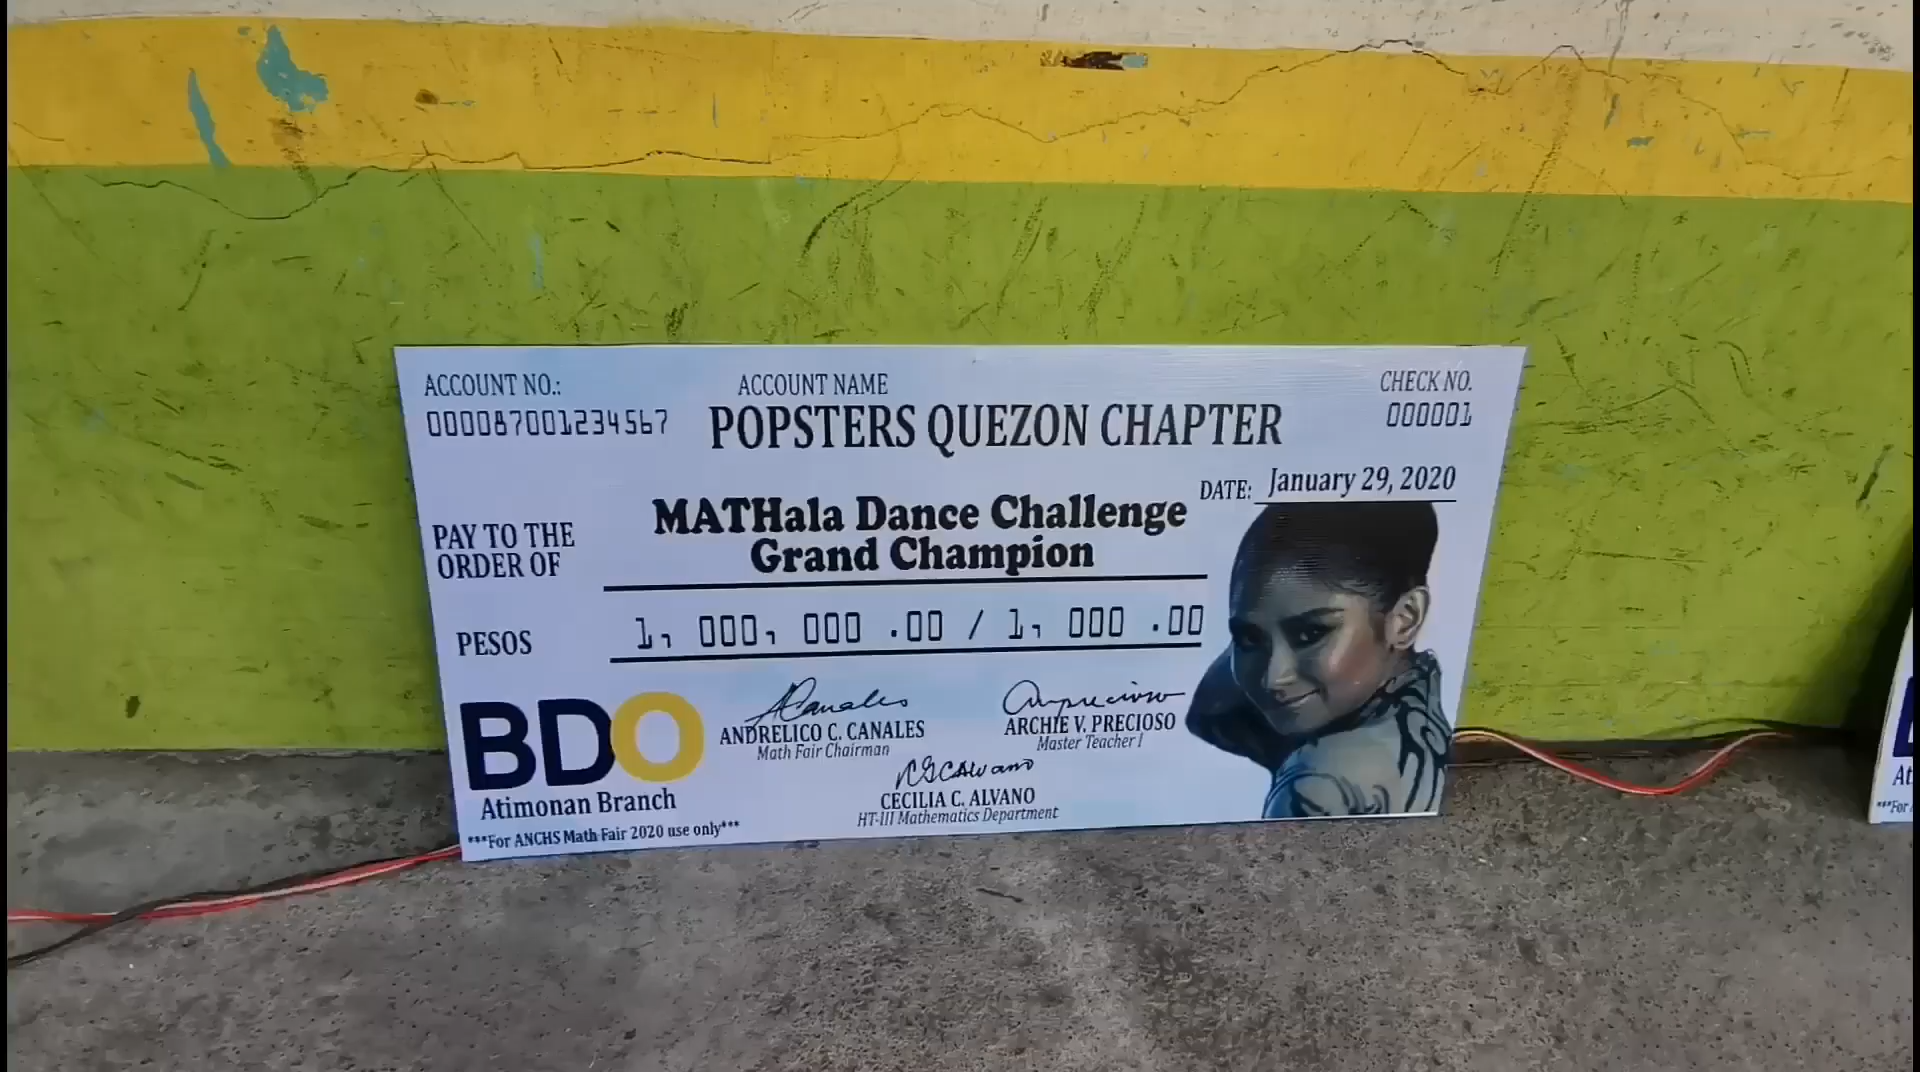 ACCOUNT NO.:
000087001234567
ACCOUNT NAME
POPSTERS QUEZON CHAPTER
CHECK NO.
000001
DATE: January 29, 2020
PAY TO THE
ORDER OF
MATHala Dance Challenge
Grand Champion
PESOS
1, 000, 000 .00 / 1, 000 .00
BDO
Atimonan Branch
***For ANCHS Math Fair 2020 use only***
ANDRELICO C. CANALES
Math Fair Chairman
ARCHIE V. PRECIOSO
Master Teacher I
CECILIA C. ALVANO
HT-III Mathematics Department
At
***For